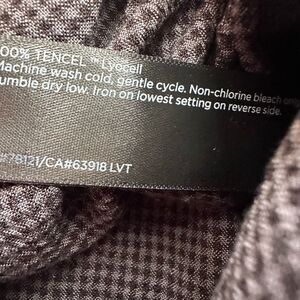 00% TENCEL™ Lyocell
Machine wash cold, gentle cycle. Non-chlorine bleach on
umble dry low. Iron on lowest setting on reverse side.
#78121/CA#63918 LVT